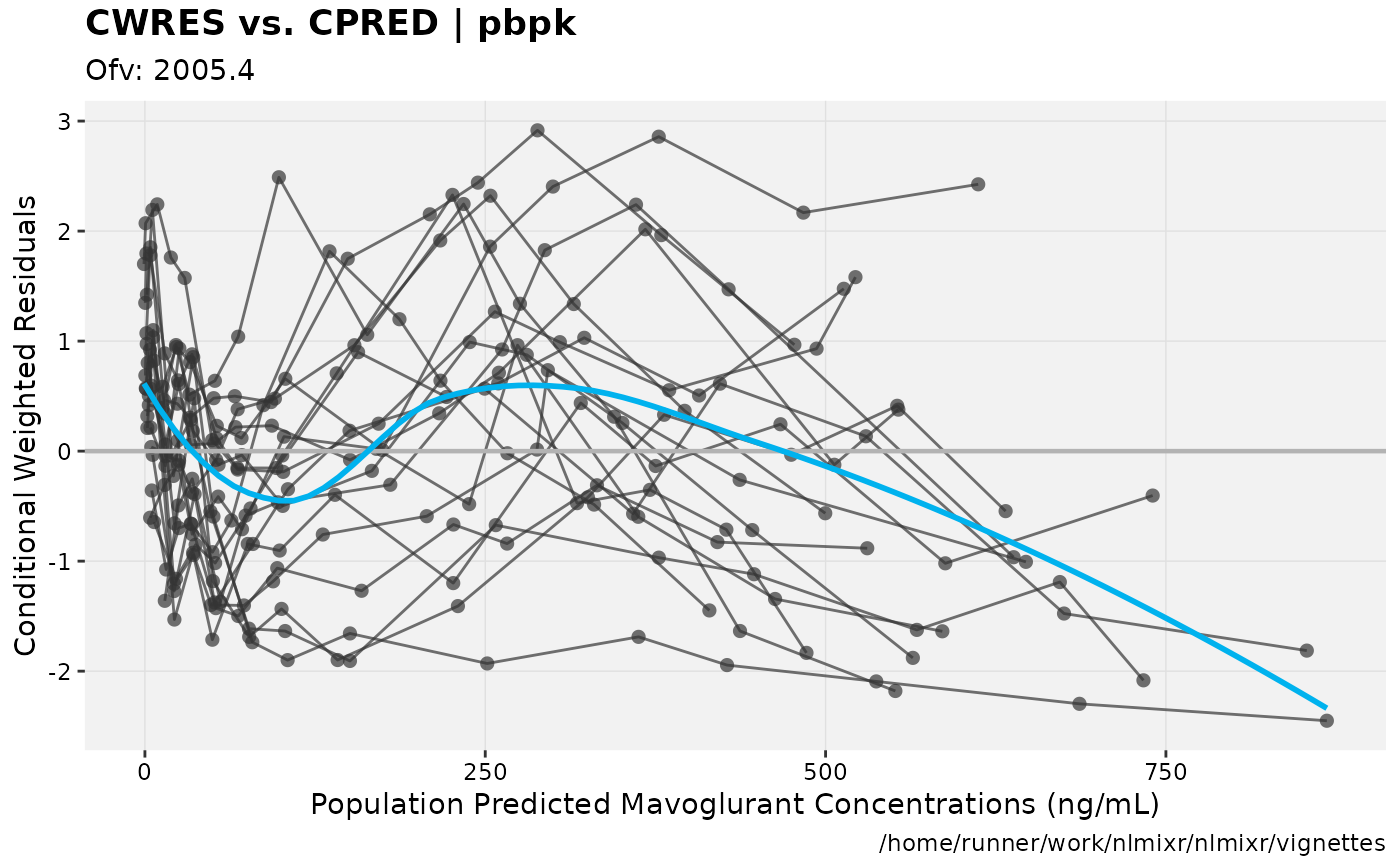 CWRES vs. CPRED | pbpk
Ofv: 2005.4
Conditional Weighted Residuals
3
2
1
0
-1
-2
0 250 500 750
Population Predicted Mavoglurant Concentrations (ng/mL)
/home/runner/work/nlmixr/nlmixr/vignettes